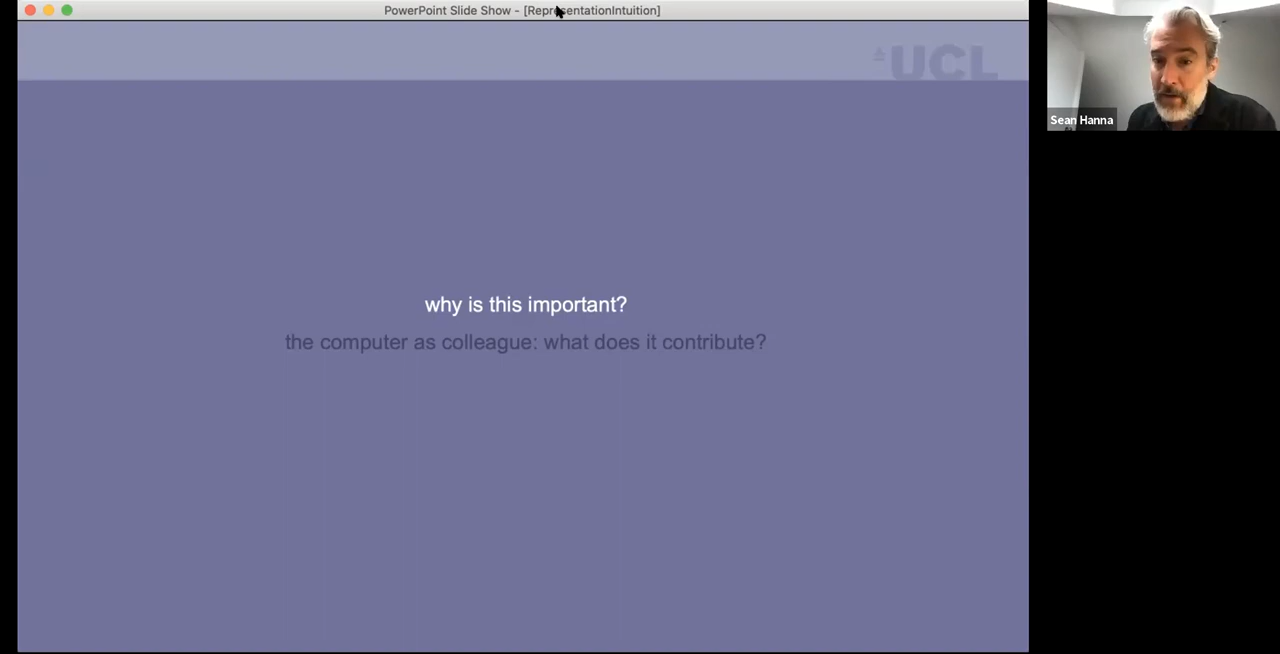 PowerPoint Slide Show - [RepresentationIntuition]
UCL
Sean Hanna
why is this important?
the computer as colleague: what does it contribute?